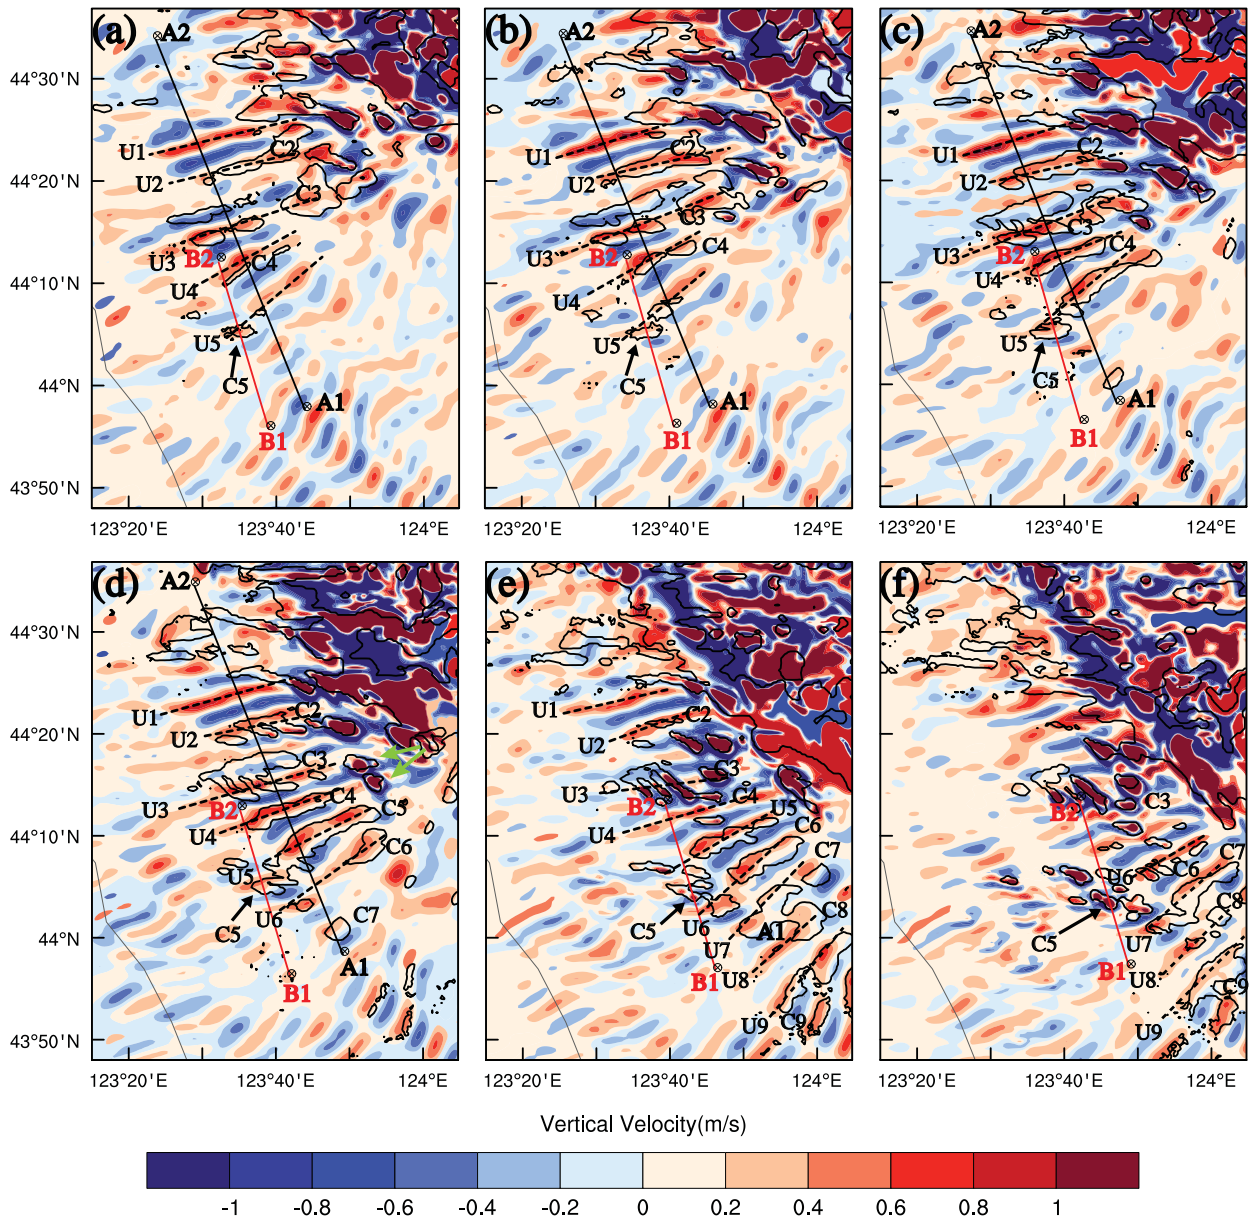 (a)
A2
(b)
A2
(c)
A2
44°30'N
U1
C2
U1
C2
U1
C2
44°20'N
U2
U2
U2
C3
U3
C3
U3
B2
C4
U3
B2
C4
U3
B2
C4
44°10'N
U4
U4
U4
U5
U5
U5
C5
C5
C5
44°N
A1
A1
A1
B1
B1
B1
43°50'N
123°20'E
123°40'E
124°E
123°20'E
123°40'E
124°E
123°20'E
123°40'E
124°E
(d)
A2
(e)
(f)
44°30'N
U1
C2
U1
C2
44°20'N
U2
U2
C3
C3
U3
B2
C4
C5
U3
B2
C4
U5
B2
C3
44°10'N
U4
C6
U4
C6
C7
U5
C7
U6
C6
C5
U6
C7
C5
U6
U7
A1
C8
C5
U7
C8
44°N
A1
B1
B1
U8
B1
U8
C9
U9
C9
U9
43°50'N
123°20'E
123°40'E
124°E
123°20'E
123°40'E
124°E
123°20'E
123°40'E
124°E
Vertical Velocity(m/s)
-1
-0.8
-0.6
-0.4
-0.2
0
0.2
0.4
0.6
0.8
1